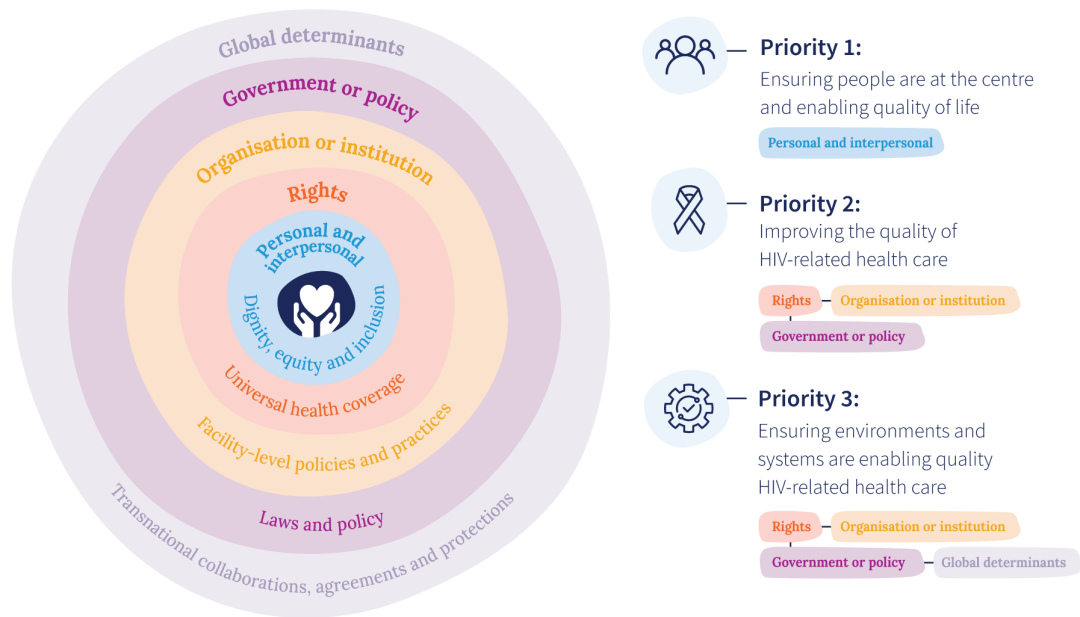 Global determinants
Government or policy
Organisation or institution
Rights
Personal and
interpersonal
Dignity, equity and inclusion
Universal health coverage
Facility-level policies and practices
Laws and policy
Transnational collaborations, agreements and protections
Priority 1:
Ensuring people are at the centre
and enabling quality of life
Personal and interpersonal
Priority 2:
Improving the quality of
HIV-related health care
Rights Organisation or institution
Government or policy
Priority 3:
Ensuring environments and
systems are enabling quality
HIV-related health care
Rights Organisation or institution
Government or policy Global determinants